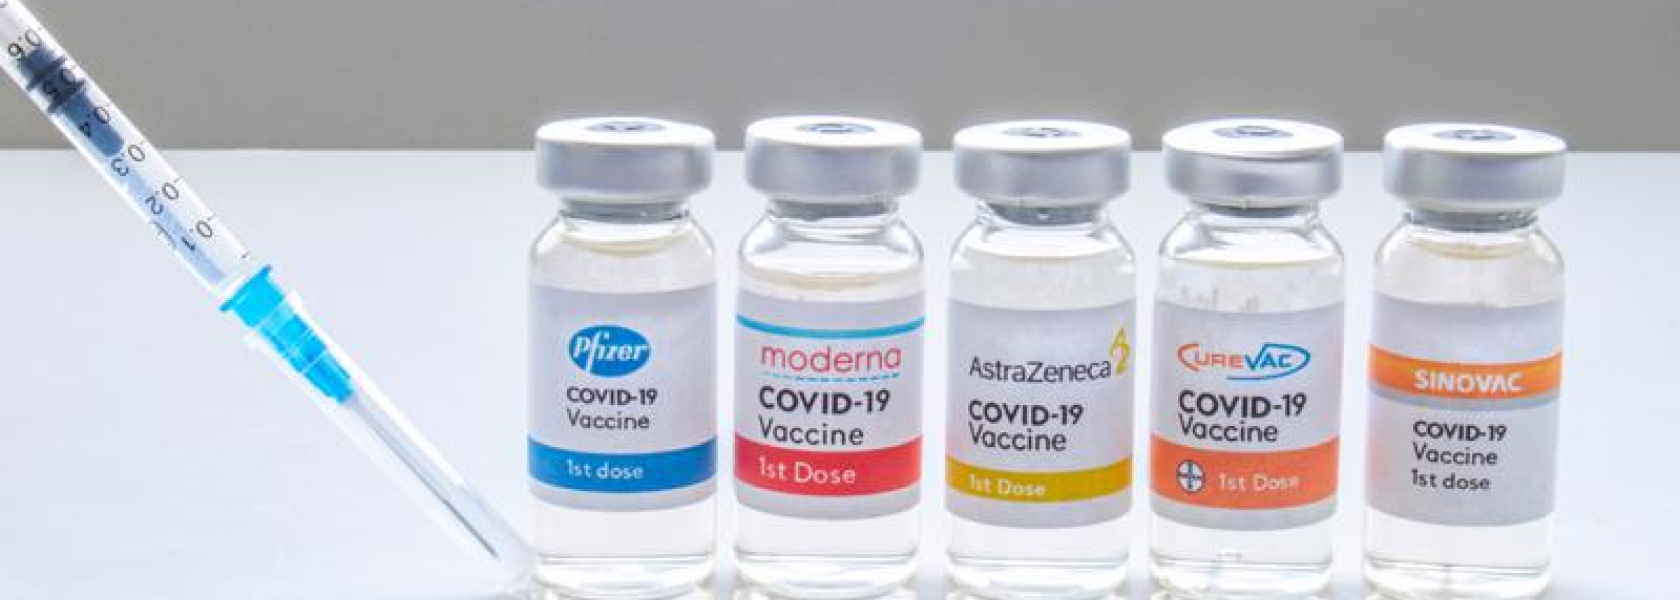 0.6
0.5
0.4
0.3
0.2
0.1
Pfizer
COVID-19
Vaccine
1st dose
moderna
COVID-19
Vaccine
1st Dose
AstraZeneca
COVID-19
Vaccine
1st Dose
CUREVAC
COVID-19
Vaccine
1st Dose
SINOVAC
COVID-19
Vaccine
1st dose